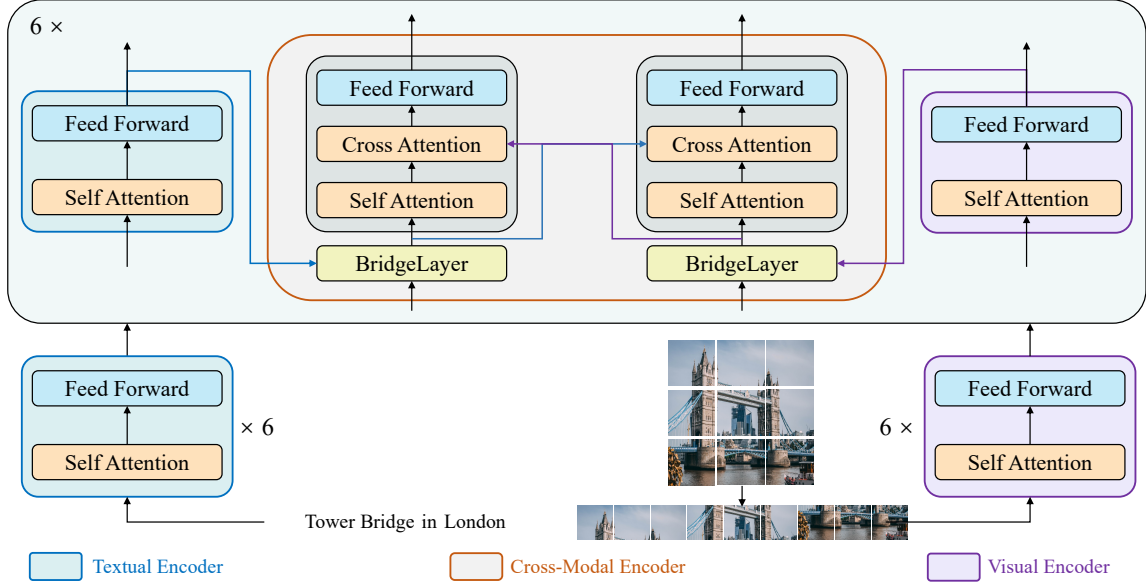 6 ×
Feed Forward
Self Attention
Feed Forward
Cross Attention
Self Attention
BridgeLayer
Feed Forward
Cross Attention
Self Attention
BridgeLayer
Feed Forward
Self Attention
Feed Forward
Self Attention
× 6
6 ×
Feed Forward
Self Attention
Tower Bridge in London
Textual Encoder
Cross-Modal Encoder
Visual Encoder